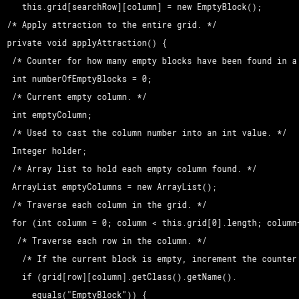 this.grid[searchRow][column] = new EmptyBlock();
/* Apply attraction to the entire grid. */
private void applyAttraction() {
/* Counter for how many empty blocks have been found in a
int numberOfEmptyBlocks = 0;
/* Current empty column. */
int emptyColumn;
/* Used to cast the column number into an int value. */
Integer holder;
/* Array list to hold each empty column found. */
ArrayList emptyColumns = new ArrayList();
/* Traverse each column in the grid. */
for (int column = 0; column < this.grid[0].length; column+
/* Traverse each row in the column. */
/* If the current block is empty, increment the counter
if (grid[row][column].getClass().getName().
equals("EmptyBlock")) {